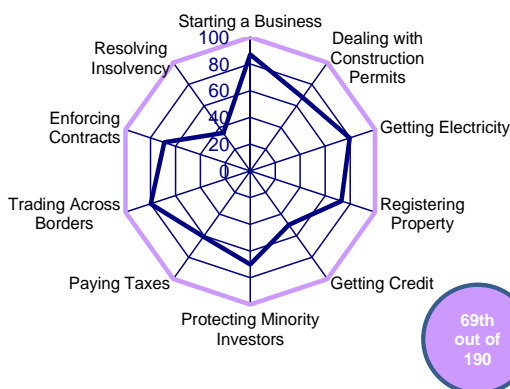 Starting a Business
Dealing with
Construction
Permits
Getting Electricity
Registering
Property
Getting Credit
Protecting Minority
Investors
Paying Taxes
Trading Across
Borders
Enforcing
Contracts
Resolving
Insolvency
100
80
60
40
20
0
69th
out of
190